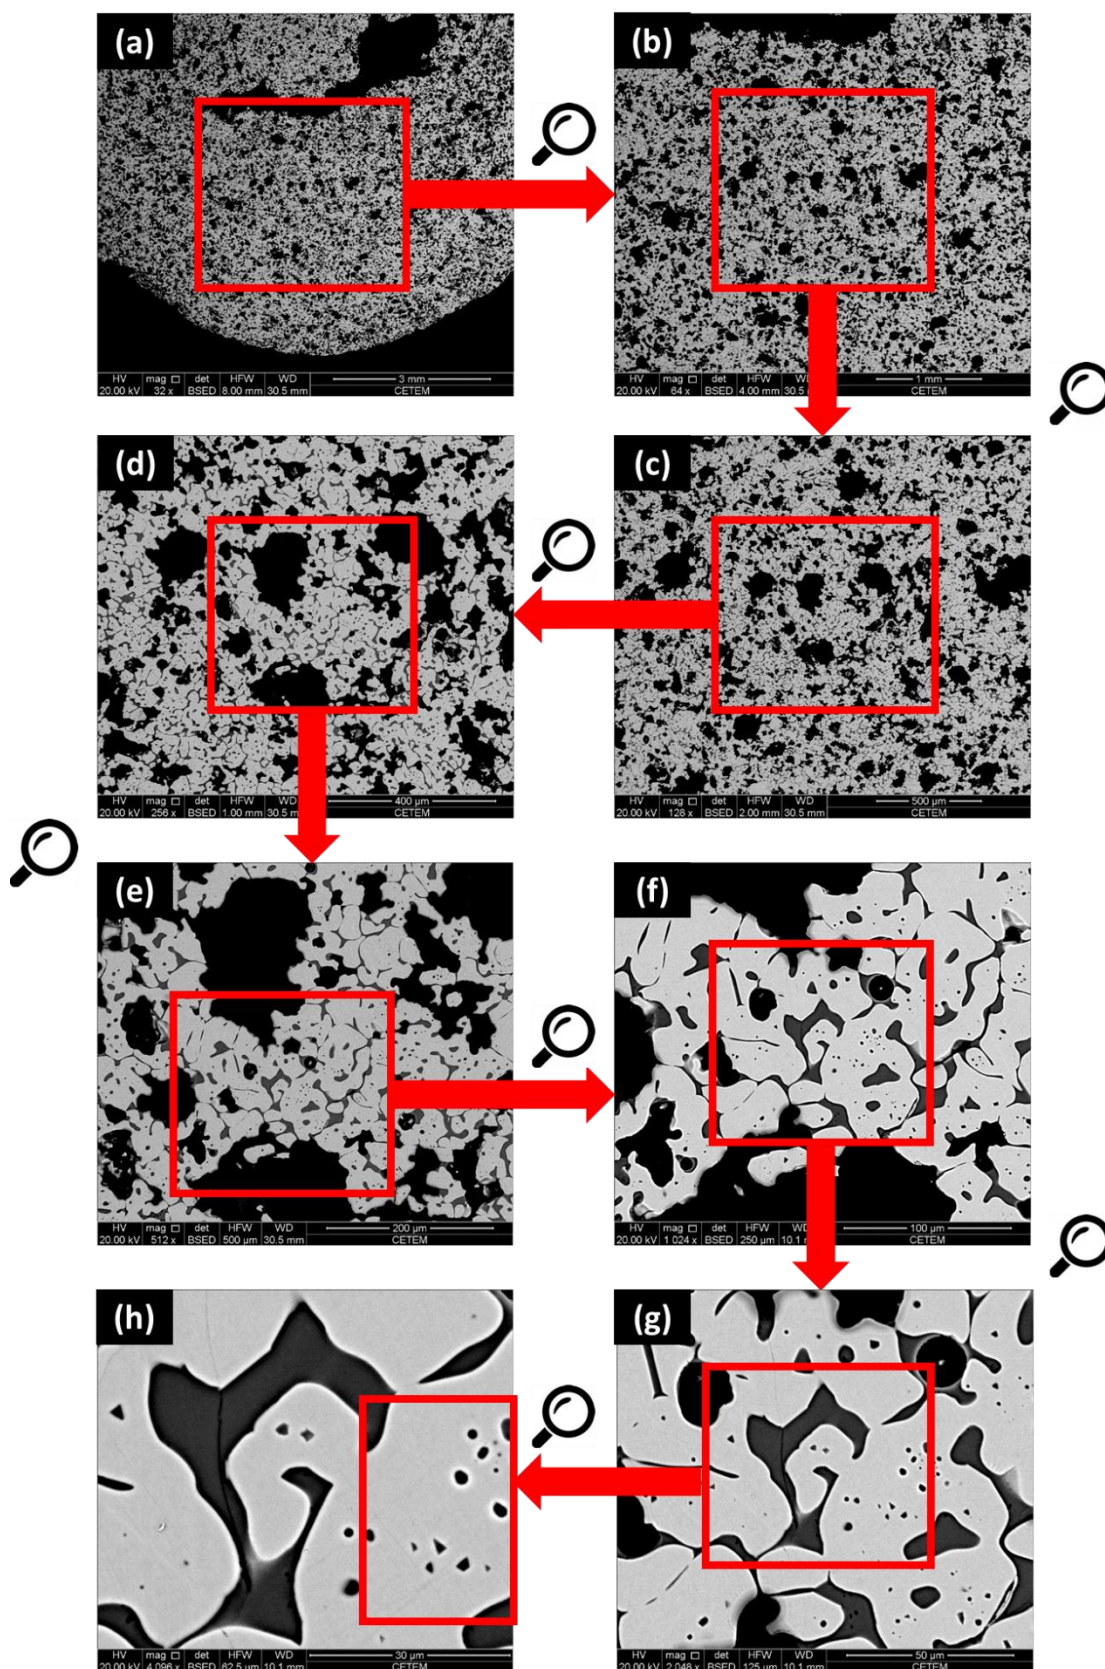 (a)
HV mag □ det HFW WD 3 mm
20.00 kV 32 x BSED 8.00 mm 30.5 mm CETEM
(b)
HV mag □ det HFW WD 1 mm
20.00 kV 64 x BSED 4.00 mm 30.5 CETEM
(d)
HV mag □ det HFW WD 400 µm
20.00 kV 256 x BSED 1.00 mm 30.5 mm CETEM
(c)
HV mag □ det HFW WD 500 µm
20.00 kV 128 x BSED 2.00 mm 30.5 mm CETEM
(e)
HV mag □ det HFW WD 200 µm
20.00 kV 512 x BSED 500 µm 30.5 mm CETEM
(f)
HV mag □ det HFW WD 100 µm
20.00 kV 1 024 x BSED 250 µm 10.1 CETEM
(h)
HV mag □ det HFW WD 30 µm
20.00 kV 4 096 x BSED 62.5 µm 10.1 mm CETEM
(g)
HV mag □ det HFW WD 50 µm
20.00 kV 2 048 x BSED 125 µm 10.1 mm CETEM